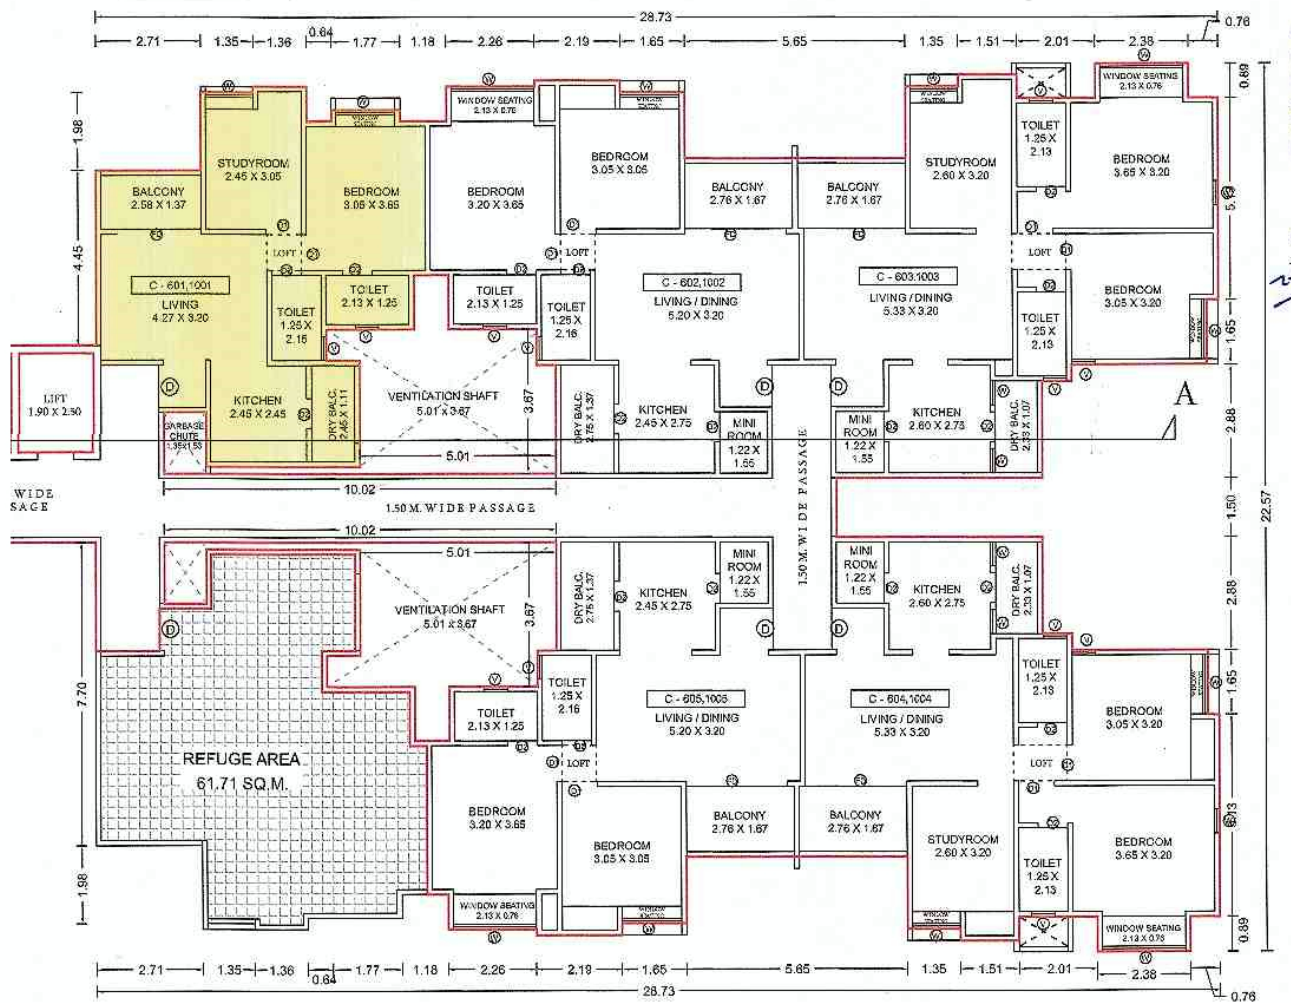 28.73
0.76
2.71
1.35
1.36
0.64
1.77
1.18
2.26
2.19
1.65
5.65
1.35
1.51
2.01
2.38
0.89
1.98
4.45
5.13
1.65
2.88
1.50
22.57
2.88
1.65
0.89
7.70
1.98
STUDYROOM
2.45 X 3.05
BALCONY
2.58 X 1.37
BEDROOM
3.05 X 3.65
WINDOW SEATING
2.13 X 0.76
BEDROOM
3.20 X 3.65
BEDROOM
3.05 X 3.05
BALCONY
2.76 X 1.67
BALCONY
2.76 X 1.67
STUDYROOM
2.60 X 3.20
TOILET
1.25 X
2.13
WINDOW SEATING
2.13 X 0.76
BEDROOM
3.65 X 3.20
LOFT
LOFT
LOFT
C - 601,1001
LIVING
4.27 X 3.20
TOILET
1.25 X
2.16
TOILET
2.13 X 1.25
TOILET
2.13 X 1.25
TOILET
1.25 X
2.16
C - 602,1002
LIVING / DINING
5.20 X 3.20
C - 603,1003
LIVING / DINING
5.33 X 3.20
TOILET
1.25 X
2.13
BEDROOM
3.05 X 3.20
LIFT
1.90 X 2.50
D
GARBAGE
CHUTE
KITCHEN
2.45 X 2.45
DRY BALC.
2.45 X 1.11
VENTILATION SHAFT
5.01 X 3.67
3.67
5.01
DRY BALC.
2.75 X 1.37
KITCHEN
2.45 X 2.75
MINI
ROOM
1.22 X
1.55
D
D
MINI
ROOM
1.22 X
1.55
KITCHEN
2.60 X 2.75
DRY BALC.
2.33 X 1.07
A
WIDE
SAGE
10.02
1.50 M. WIDE PASSAGE
10.02
1.50 M. WIDE PASSAGE
5.01
VENTILATION SHAFT
5.01 X 3.67
3.67
D
DRY BALC.
2.75 X 1.37
KITCHEN
2.45 X 2.75
MINI
ROOM
1.22 X
1.55
D
D
MINI
ROOM
1.22 X
1.55
KITCHEN
2.60 X 2.75
DRY BALC.
2.33 X 1.07
TOILET
2.13 X 1.25
TOILET
1.25 X
2.16
C - 605,1005
LIVING / DINING
5.20 X 3.20
C - 604,1004
LIVING / DINING
5.33 X 3.20
TOILET
1.25 X
2.13
BEDROOM
3.05 X 3.20
REFUGE AREA
61.71 SQ.M.
LOFT
LOFT
BEDROOM
3.20 X 3.65
BEDROOM
3.05 X 3.05
BALCONY
2.76 X 1.67
BALCONY
2.76 X 1.67
STUDYROOM
2.60 X 3.20
TOILET
1.25 X
2.13
BEDROOM
3.65 X 3.20
WINDOW SEATING
2.13 X 0.76
WINDOW SEATING
2.13 X 0.76
2.71
1.35
1.36
0.64
1.77
1.18
2.26
2.19
1.65
5.65
1.35
1.51
2.01
2.38
0.76
28.73